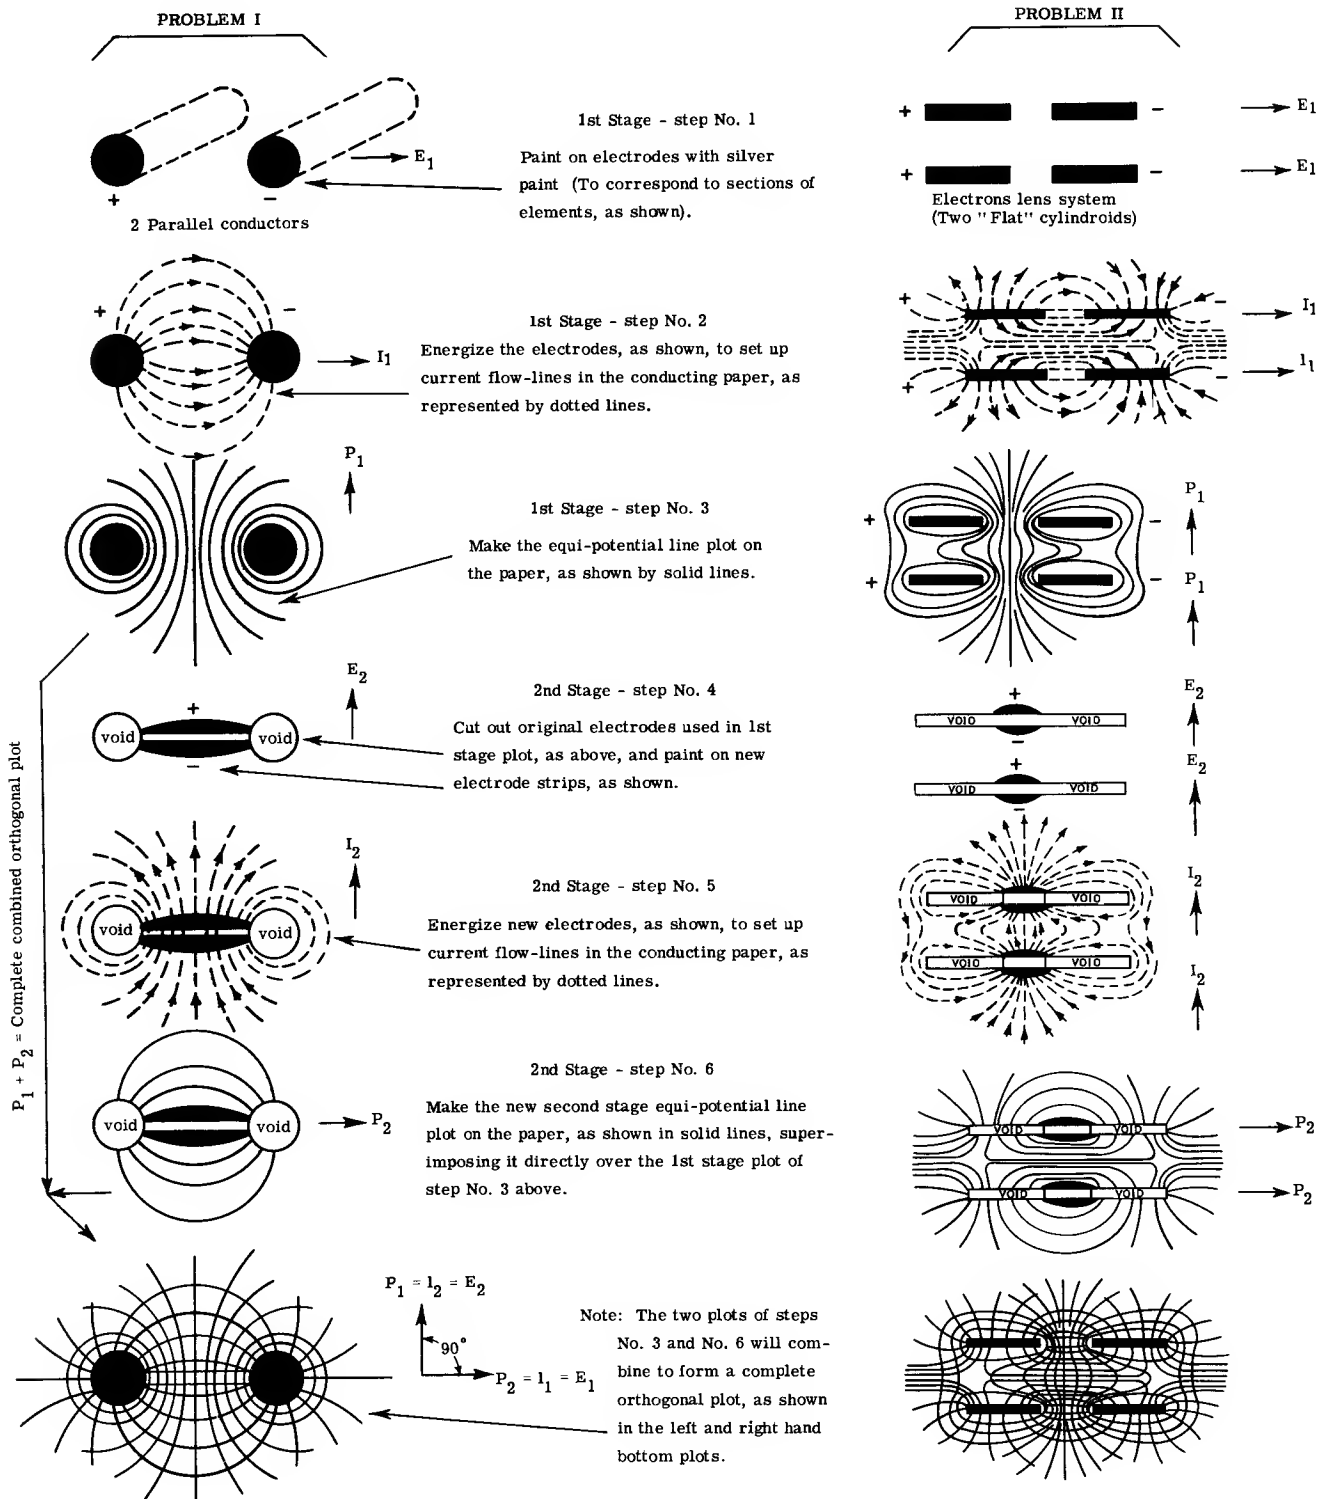 PROBLEM I
PROBLEM II
1st Stage - step No. 1
Paint on electrodes with silver
paint (To correspond to sections of
elements, as shown).
E1
+
-
2 Parallel conductors
+
-
E1
+
-
E1
Electrons lens system
(Two "Flat" cylindroids)
+
-
I1
1st Stage - step No. 2
Energize the electrodes, as shown, to set up
current flow-lines in the conducting paper, as
represented by dotted lines.
+
-
I1
+
-
I1
P1
1st Stage - step No. 3
Make the equi-potential line plot on
the paper, as shown by solid lines.
P1
+
-
+
-
P1
E2
+
void
void
-
2nd Stage - step No. 4
Cut out original electrodes used in 1st
stage plot, as above, and paint on new
electrode strips, as shown.
+
VOID
VOID
-
E2
+
VOID
VOID
-
E2
P1 + P2 = Complete combined orthogonal plot
I2
void
void
2nd Stage - step No. 5
Energize new electrodes, as shown, to set up
current flow-lines in the conducting paper, as
represented by dotted lines.
VOID
VOID
I2
VOID
VOID
I2
void
void
P2
2nd Stage - step No. 6
Make the new second stage equi-potential line
plot on the paper, as shown in solid lines, super-
imposing it directly over the 1st stage plot of
step No. 3 above.
VOID
VOID
P2
VOID
VOID
P2
P1 = I2 = E2
90°
P2 = I1 = E1
Note: The two plots of steps
No. 3 and No. 6 will com-
bine to form a complete
orthogonal plot, as shown
in the left and right hand
bottom plots.